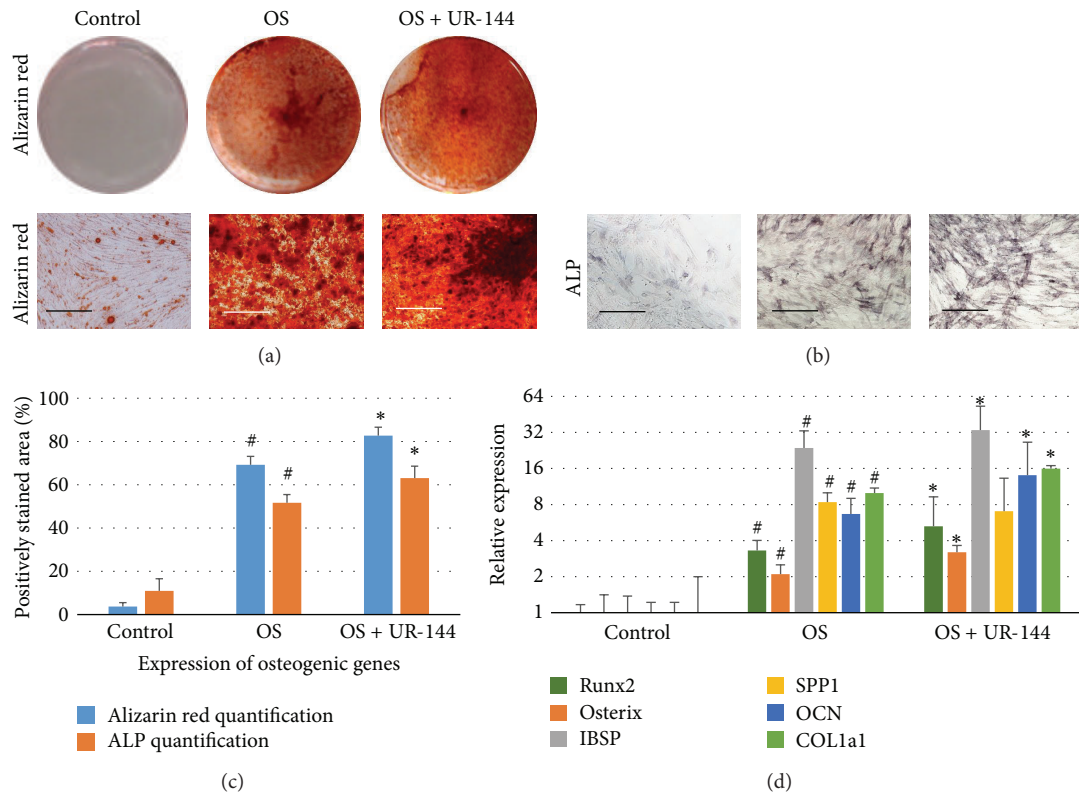 Control
OS
OS + UR-144
Alizarin red
Alizarin red
(a)
ALP
(b)
Positively stained area (%)
100
80
60
40
20
0
#
#
*
*
Control
OS
OS + UR-144
Expression of osteogenic genes
Alizarin red quantification
ALP quantification
(c)
Relative expression
64
32
16
8
4
2
1
#
#
#
#
#
#
*
*
*
*
*
Control
OS
OS + UR-144
Runx2
Osterix
IBSP
SPP1
OCN
COL1a1
(d)